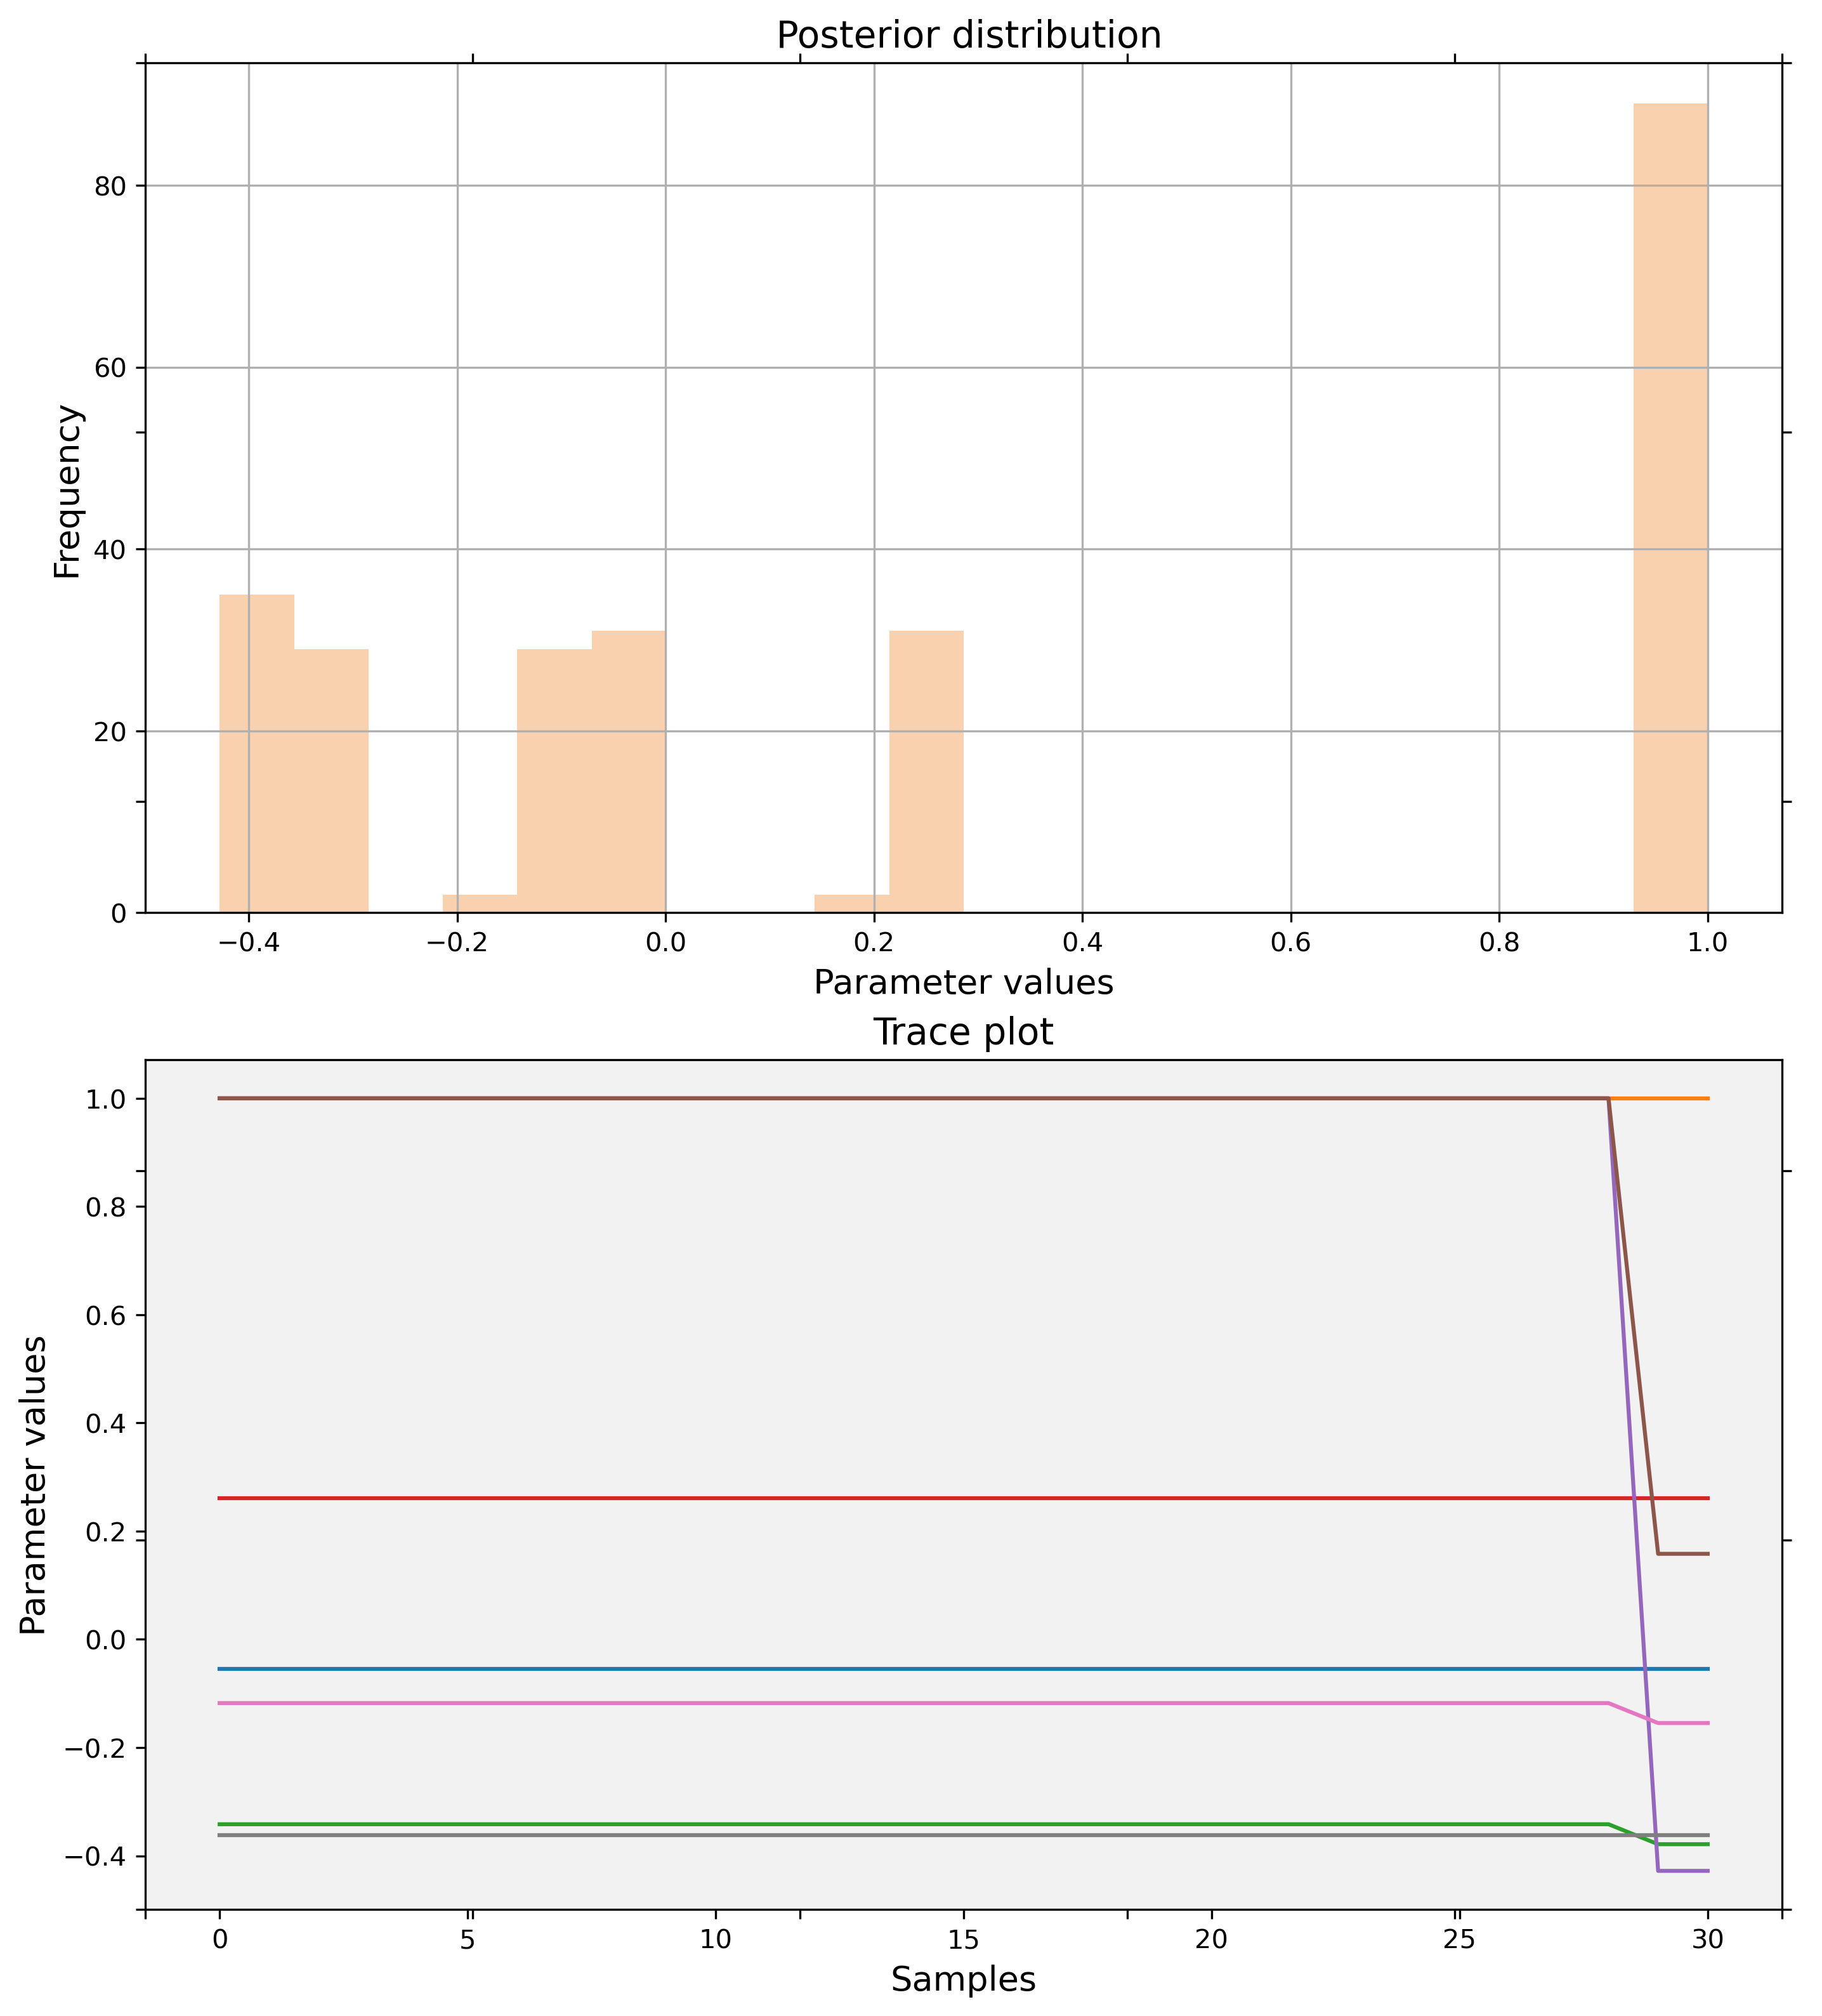 Posterior distribution
80
60
40
20
0
Frequency
−0.4 −0.2 0.0 0.2 0.4 0.6 0.8 1.0
Parameter values
Trace plot
1.0
0.8
0.6
0.4
0.2
0.0
−0.2
−0.4
Parameter values
0 5 10 15 20 25 30
Samples